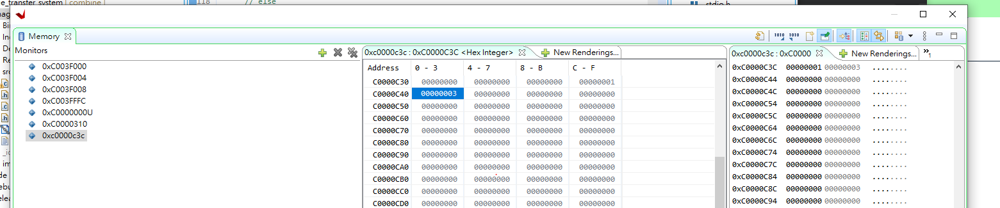 e_transfer_system | combine ]
118 // else
stdio.h
Memory
Monitors
0xC003F000
0xC003F004
0xC003F008
0xC003FFFC
0xC0000000U
0xC0000310
0xc0000c3c
0xc0000c3c : 0xC0000C3C <Hex Integer> New Renderings...
Address 0 - 3 4 - 7 8 - B C - F
C0000C30 00000000 00000000 00000000 00000001
C0000C40 00000003 00000000 00000000 00000000
C0000C50 00000000 00000000 00000000 00000000
C0000C60 00000000 00000000 00000000 00000000
C0000C70 00000000 00000000 00000000 00000000
C0000C80 00000000 00000000 00000000 00000000
C0000C90 00000000 00000000 00000000 00000000
C0000CA0 00000000 00000000 00000000 00000000
C0000CB0 00000000 00000000 00000000 00000000
C0000CC0 00000000 00000000 00000000 00000000
C0000CD0 00000000 00000000 00000000 00000000
0xc0000c3c : 0xC0000 New Renderings... »1
0xC0000C3C 00000001 00000003 ........
0xC0000C44 00000000 00000000 ........
0xC0000C4C 00000000 00000000 ........
0xC0000C54 00000000 00000000 ........
0xC0000C5C 00000000 00000000 ........
0xC0000C64 00000000 00000000 ........
0xC0000C6C 00000000 00000000 ........
0xC0000C74 00000000 00000000 ........
0xC0000C7C 00000000 00000000 ........
0xC0000C84 00000000 00000000 ........
0xC0000C8C 00000000 00000000 ........
0xC0000C94 00000000 00000000 ........